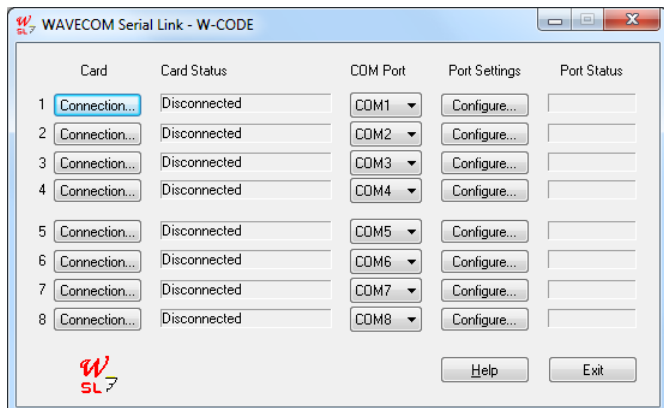 W SL7 WAVECOM Serial Link - W-CODE
Card Card Status COM Port Port Settings Port Status
1 Connection... Disconnected COM1 Configure...
2 Connection... Disconnected COM2 Configure...
3 Connection... Disconnected COM3 Configure...
4 Connection... Disconnected COM4 Configure...
5 Connection... Disconnected COM5 Configure...
6 Connection... Disconnected COM6 Configure...
7 Connection... Disconnected COM7 Configure...
8 Connection... Disconnected COM8 Configure...
W
SL7 Help Exit